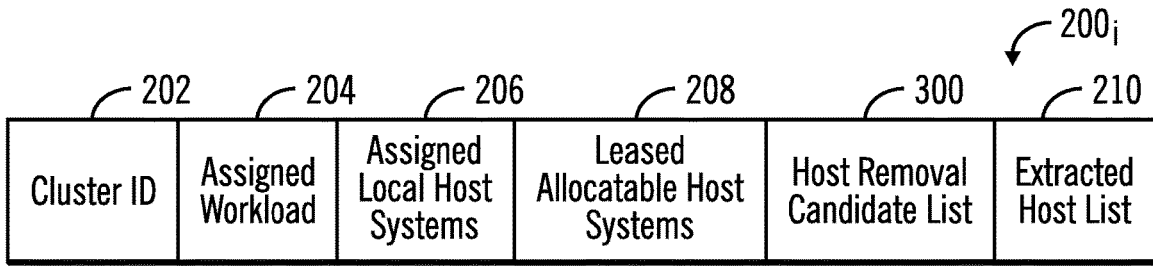 200i
202
204
206
208
300
210
Cluster ID
Assigned
Workload
Assigned
Local Host
Systems
Leased
Allocatable Host
Systems
Host Removal
Candidate List
Extracted
Host List